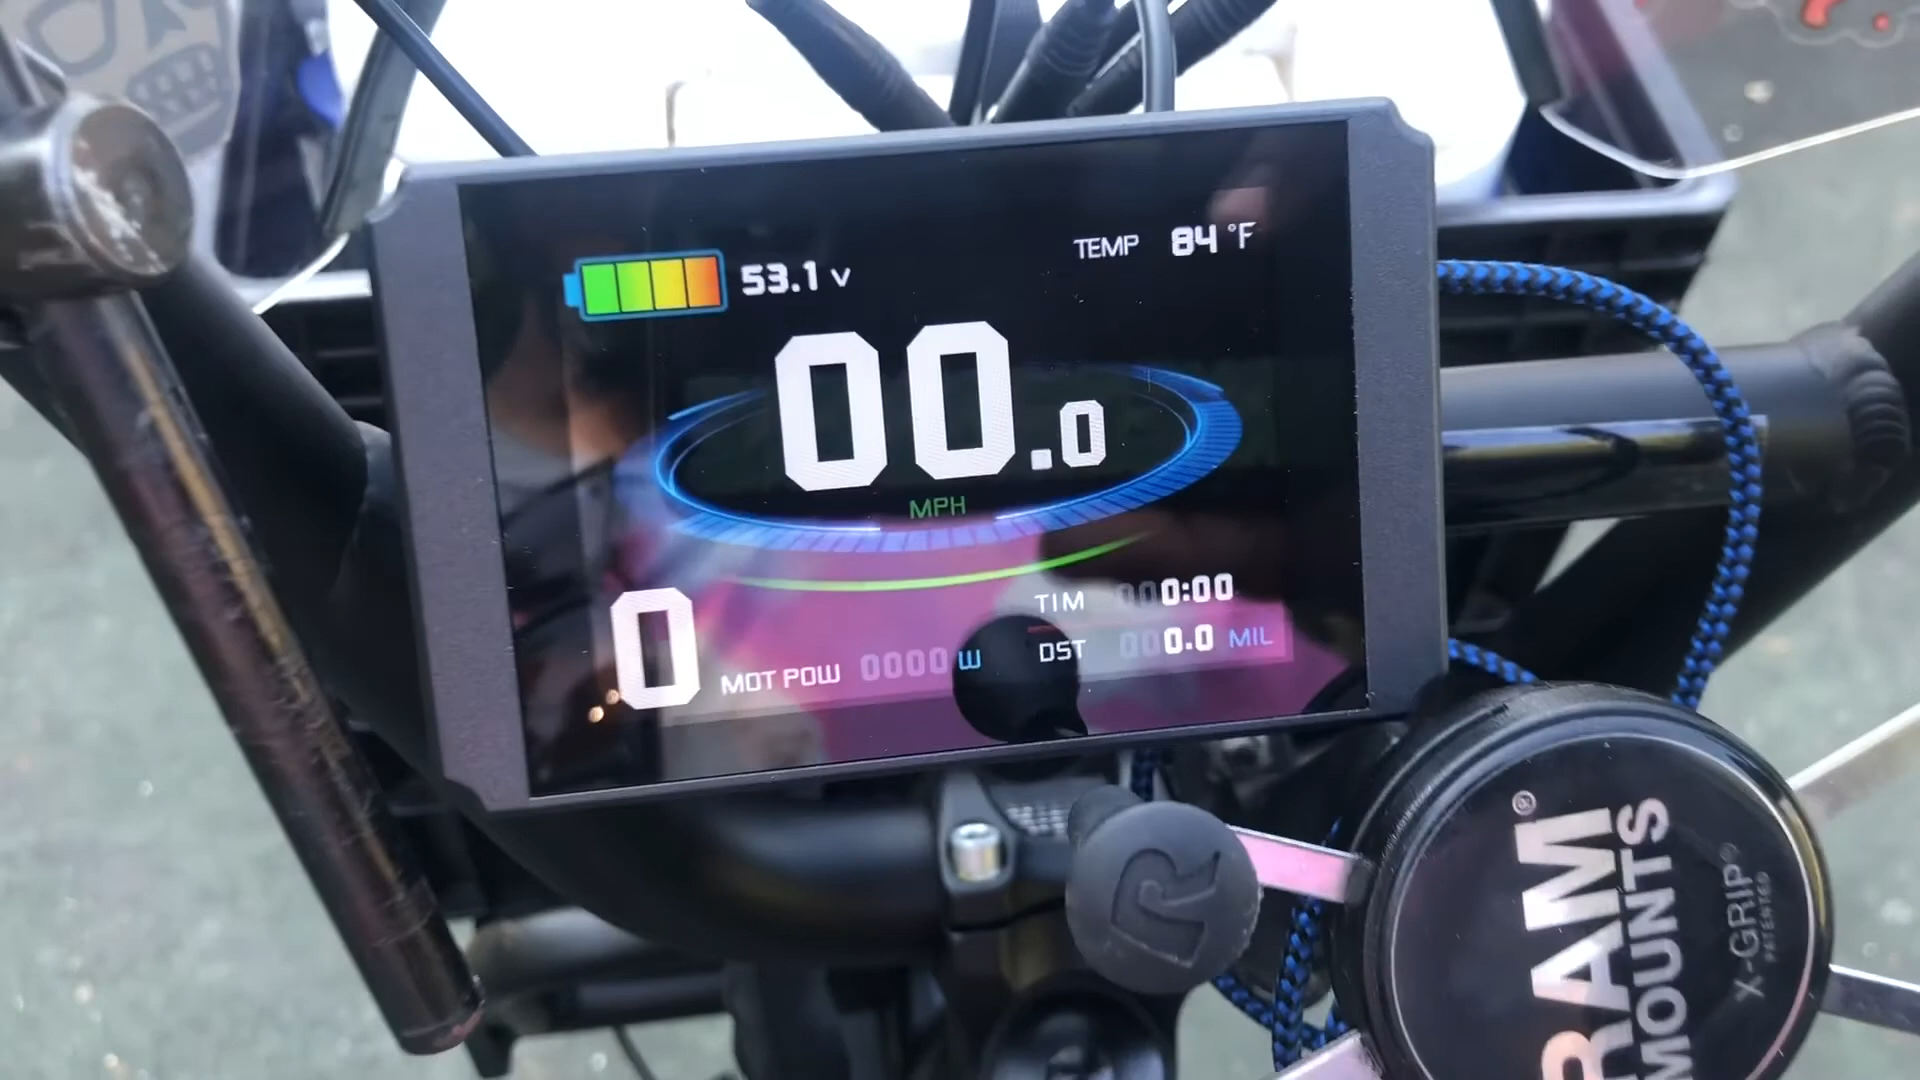 TEMP 84 °F
53.1 V
00.0
MPH
0
MOT POW 0000 W
TIM 000:00
DST 000.0 MIL
R
RAM®
MOUNTS
X-GRIP®
PATENTED